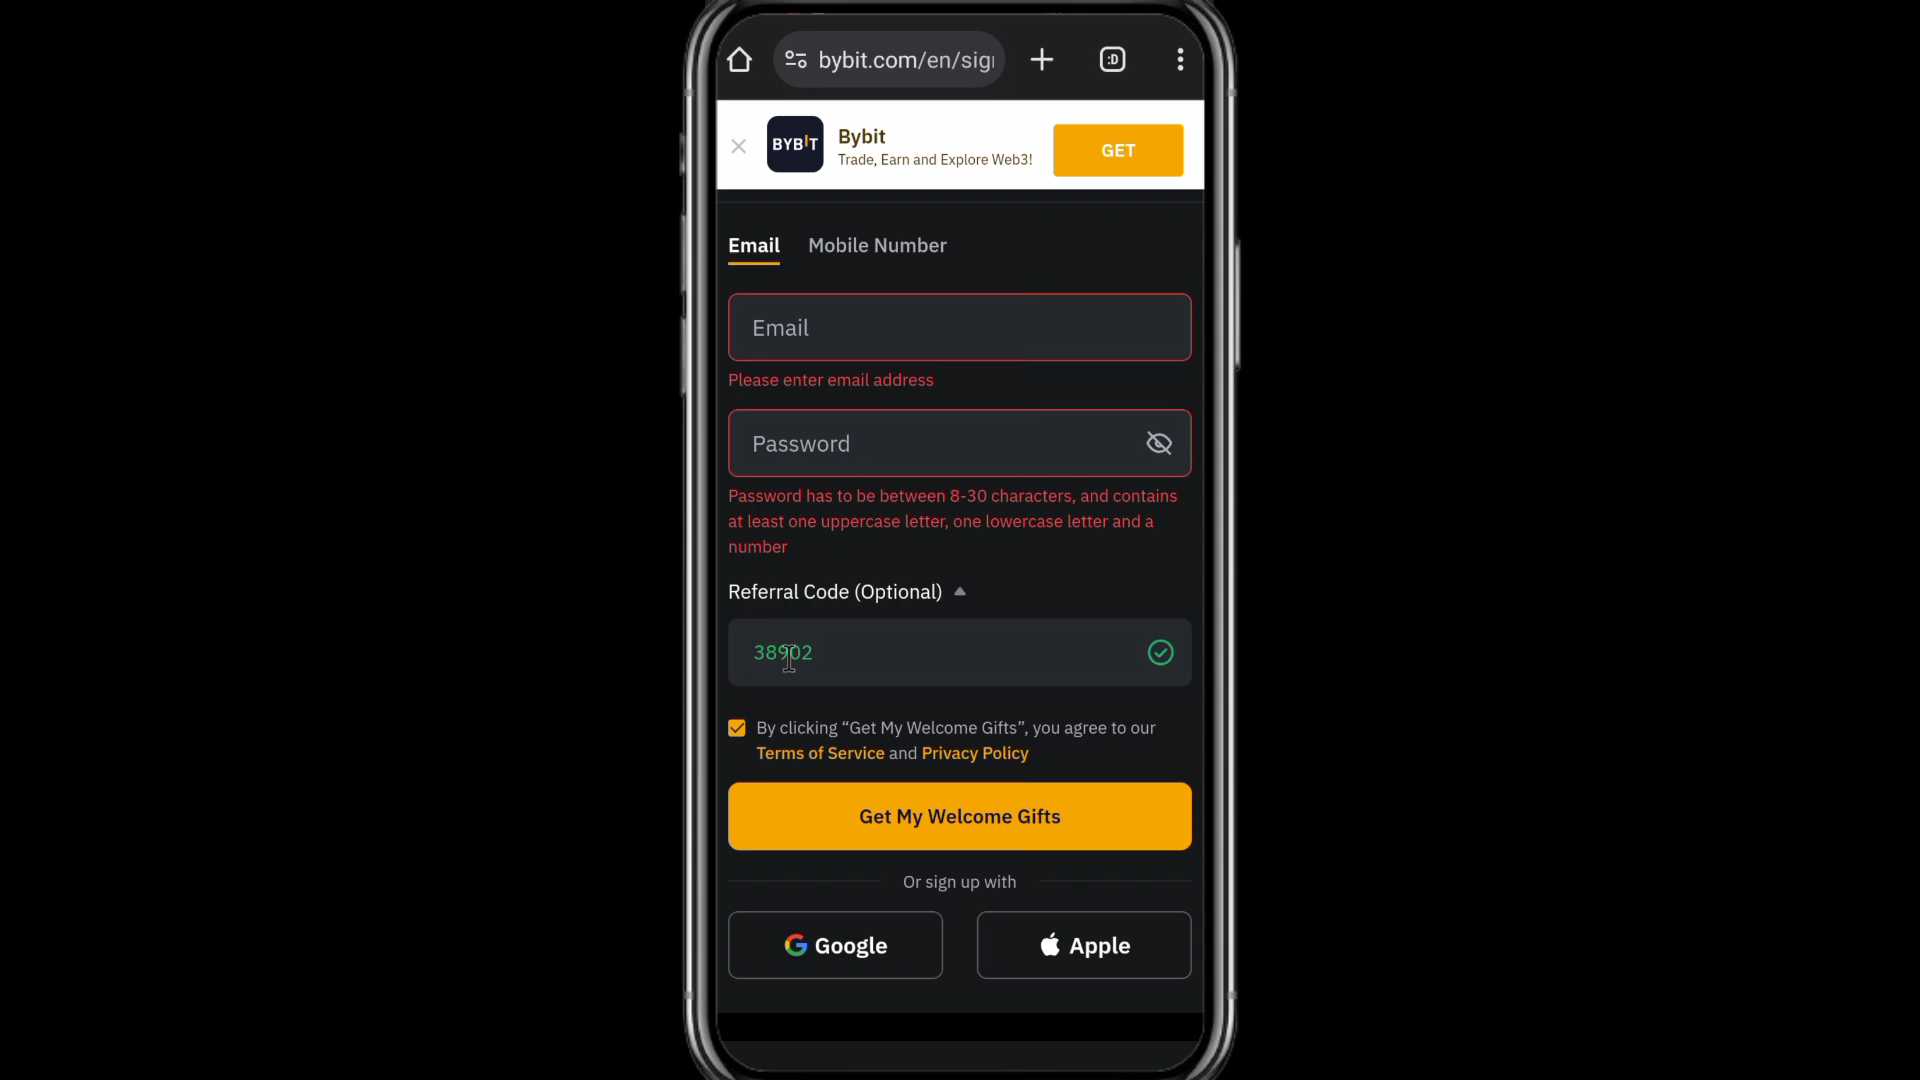 bybit.com/en/sig
:D
BYBIT
Bybit
Trade, Earn and Explore Web3!
GET
Email
Mobile Number
Email
Please enter email address
Password
Password has to be between 8-30 characters, and contains
at least one uppercase letter, one lowercase letter and a
number
Referral Code (Optional)
38902
By clicking “Get My Welcome Gifts”, you agree to our
Terms of Service and Privacy Policy
Get My Welcome Gifts
Or sign up with
Google
Apple